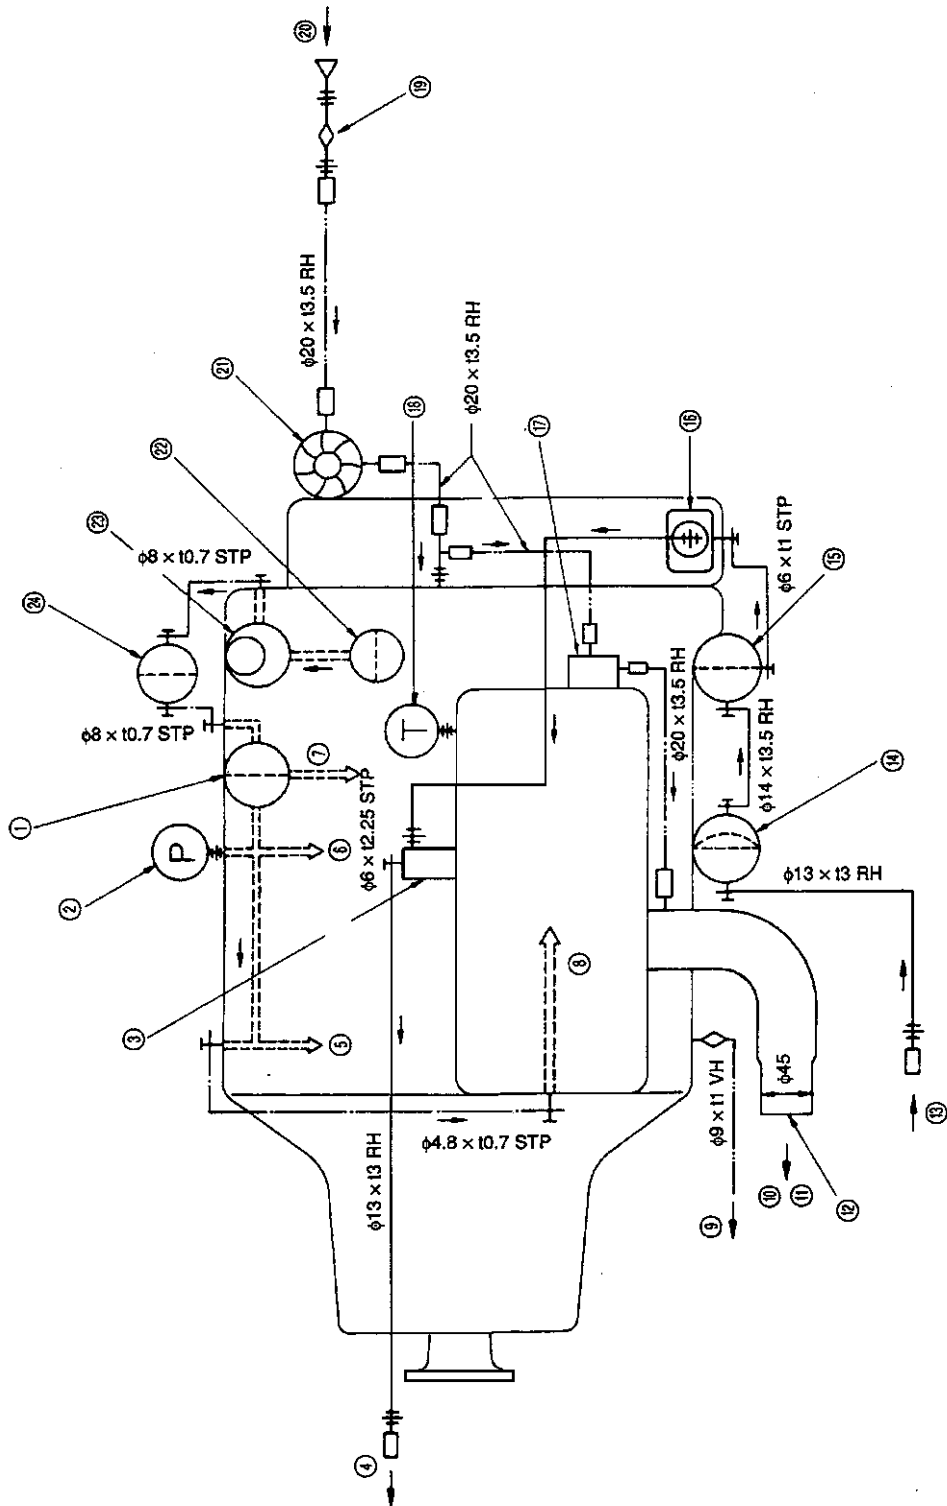 ⑳
⑲
φ20 × t3.5 RH
㉑
⑱
φ20 × t3.5 RH
㉒
⑰
⑯
㉓
φ8 × t0.7 STP
㉔
φ6 × t1 STP
⑮
φ8 × t0.7 STP
T
φ20 × t3.5 RH
φ14 × t3.5 RH
⑭
①
⑦
φ6 × t2.25 STP
②
P
⑥
φ13 × t3 RH
③
⑧
⑤
φ45
φ4.8 × t0.7 STP
φ9 × t1 VH
φ13 × t3 RH
⑬
⑩
⑪
⑫
⑨
④